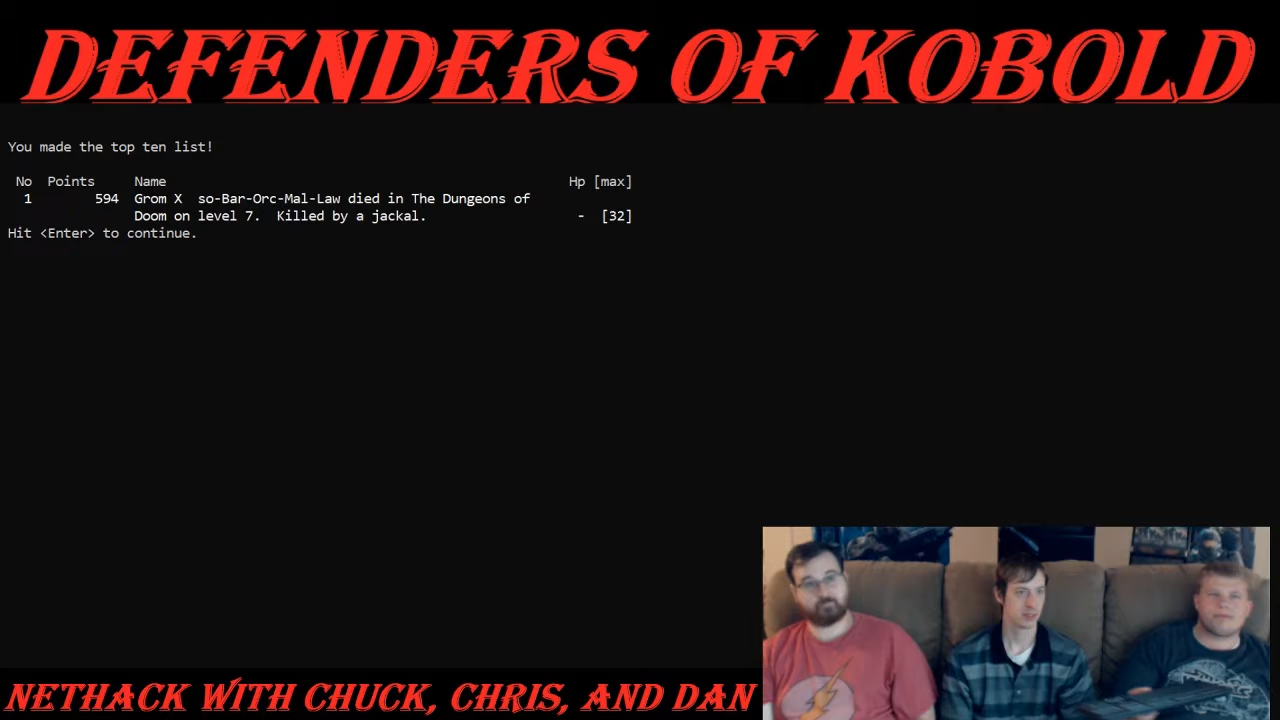 DEFENDERS OF KOBOLD
You made the top ten list!
No Points Name Hp [max]
1 594 Grom X so-Bar-Orc-Mal-Law died in The Dungeons of
Doom on level 7. Killed by a jackal. - [32]
Hit <Enter> to continue.
NETHACK WITH CHUCK, CHRIS, AND DAN